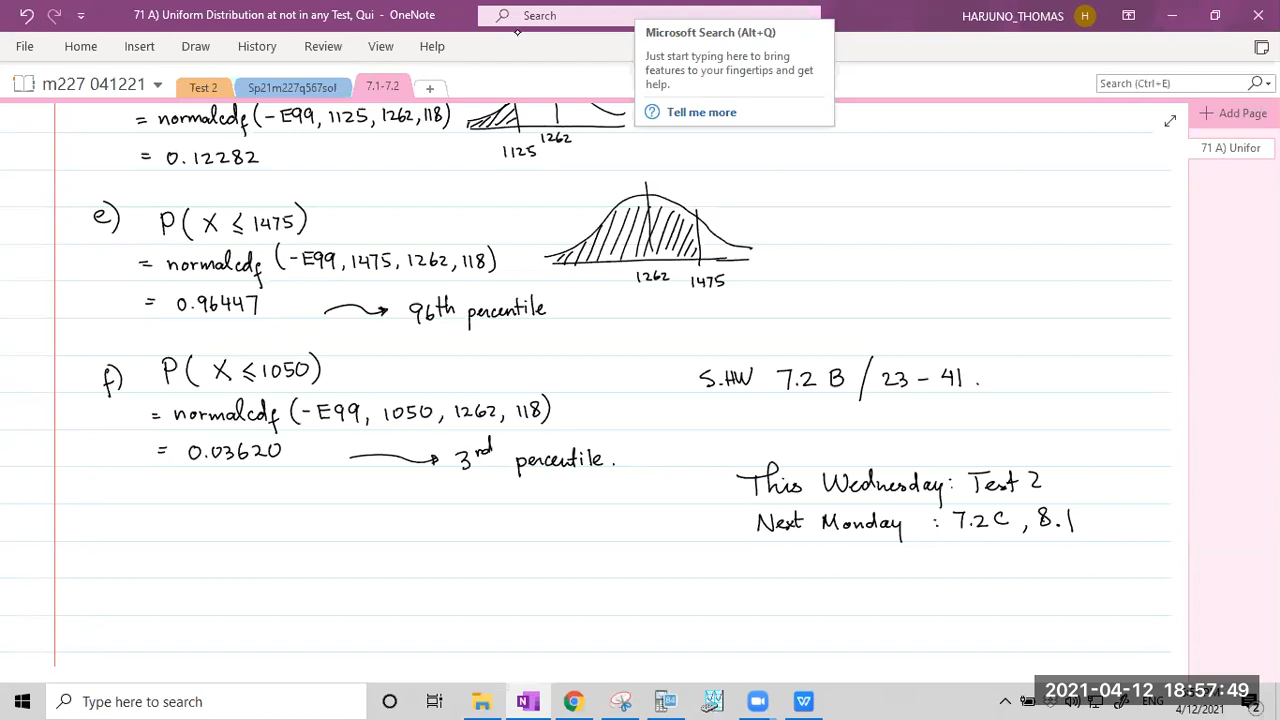 71 A) Uniform Distribution at not in any Test, Qui - OneNote
Search
HARJUNO_THOMAS
H
Microsoft Search (Alt+Q)
Just start typing here to bring
features to your fingertips and get
help.
Tell me more
File Home Insert Draw History Review View Help
m227 041221
Test 2
Sp21m227q567sol
7.1-7.2
Search (Ctrl+E)
Add Page
71 A) Unifor
= normalcdf (-E99, 1125, 1262, 118)
= 0.12282
1125
1262
e) P( X ≤ 1475)
= normalcdf (-E99, 1475, 1262, 118)
= 0.96447 → 96th percentile
1262
1475
f) P( X ≤ 1050)
= normalcdf (-E99, 1050, 1262, 118)
= 0.03620 → 3rd percentile.
S.HW 7.2 B / 23 - 41 .
This Wednesday: Test 2
Next Monday : 7.2C , 8.1
Type here to search
2021-04-12 18:57:49
4/12/2021